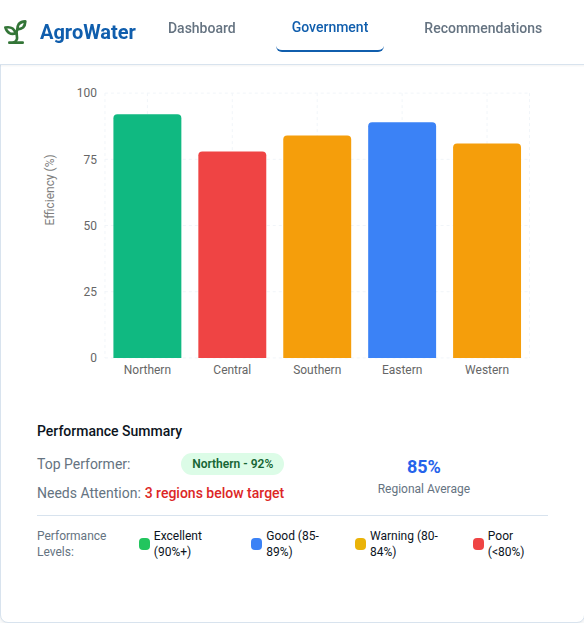 AgroWater
Dashboard
Government
Recommendations
Efficiency (%)
100
75
50
25
0
Northern
Central
Southern
Eastern
Western
Performance Summary
Top Performer:
Northern - 92%
Needs Attention: 3 regions below target
85%
Regional Average
Performance
Levels:
Excellent
(90%+)
Good (85-
89%)
Warning (80-
84%)
Poor
(<80%)